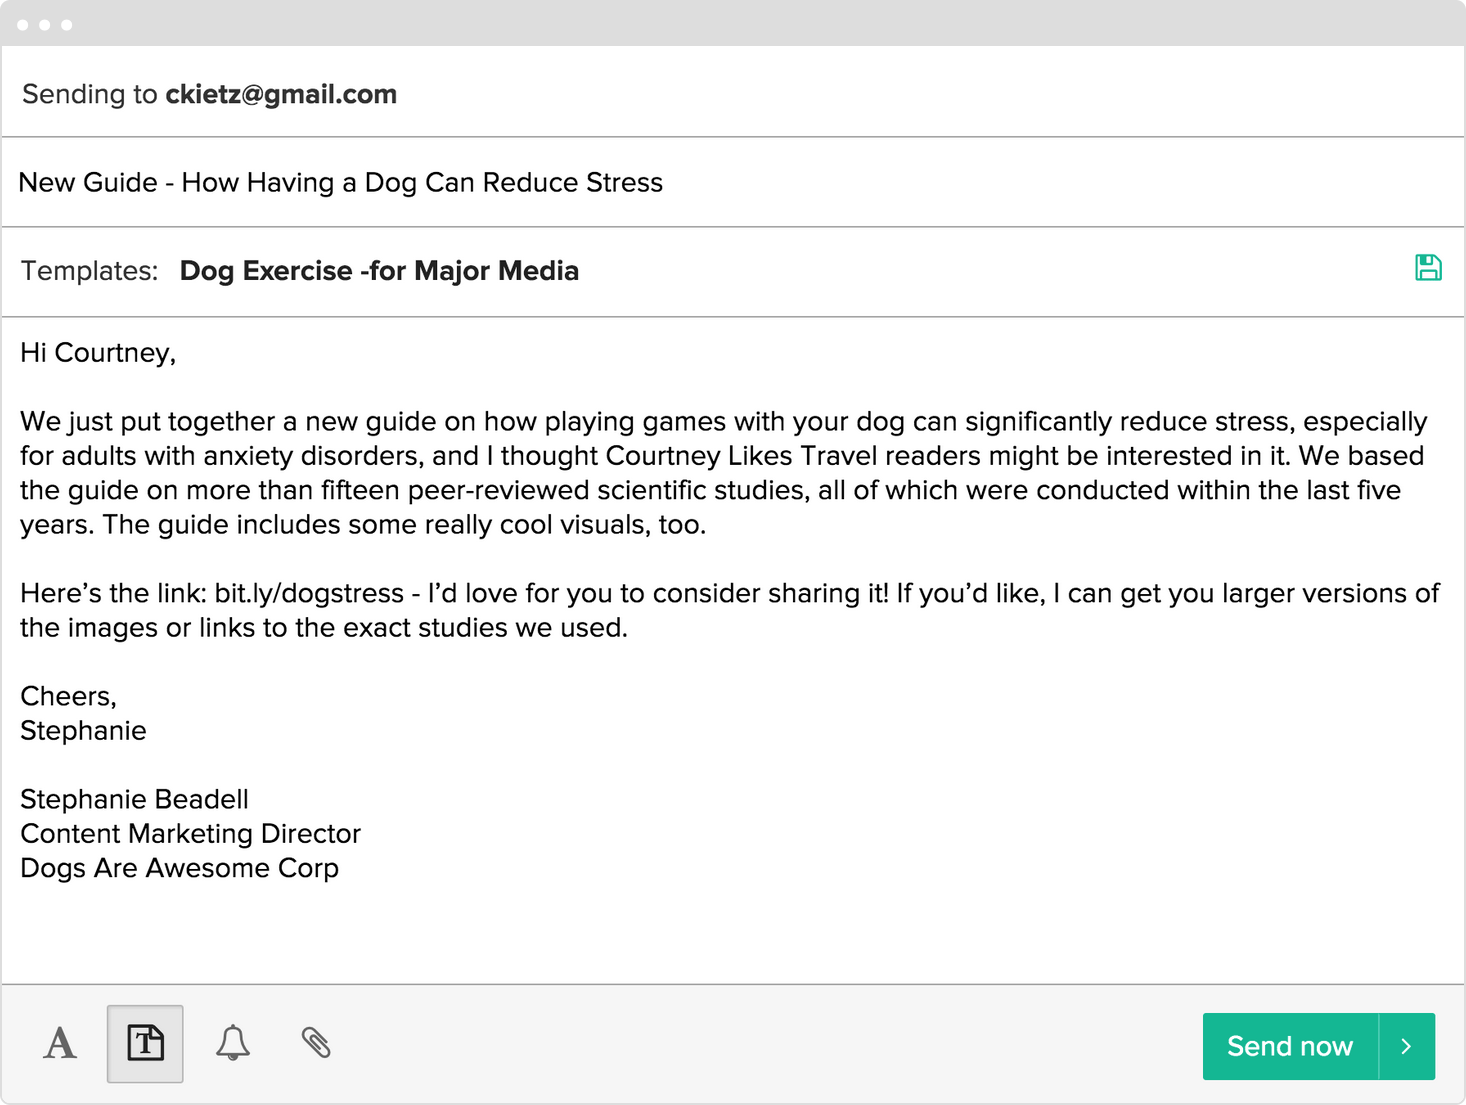 Sending to ckietz@gmail.com
New Guide - How Having a Dog Can Reduce Stress
Templates: Dog Exercise -for Major Media
Hi Courtney,
We just put together a new guide on how playing games with your dog can significantly reduce stress, especially
for adults with anxiety disorders, and I thought Courtney Likes Travel readers might be interested in it. We based
the guide on more than fifteen peer-reviewed scientific studies, all of which were conducted within the last five
years. The guide includes some really cool visuals, too.
Here’s the link: bit.ly/dogstress - I’d love for you to consider sharing it! If you’d like, I can get you larger versions of
the images or links to the exact studies we used.
Cheers,
Stephanie
Stephanie Beadell
Content Marketing Director
Dogs Are Awesome Corp
A T Send now